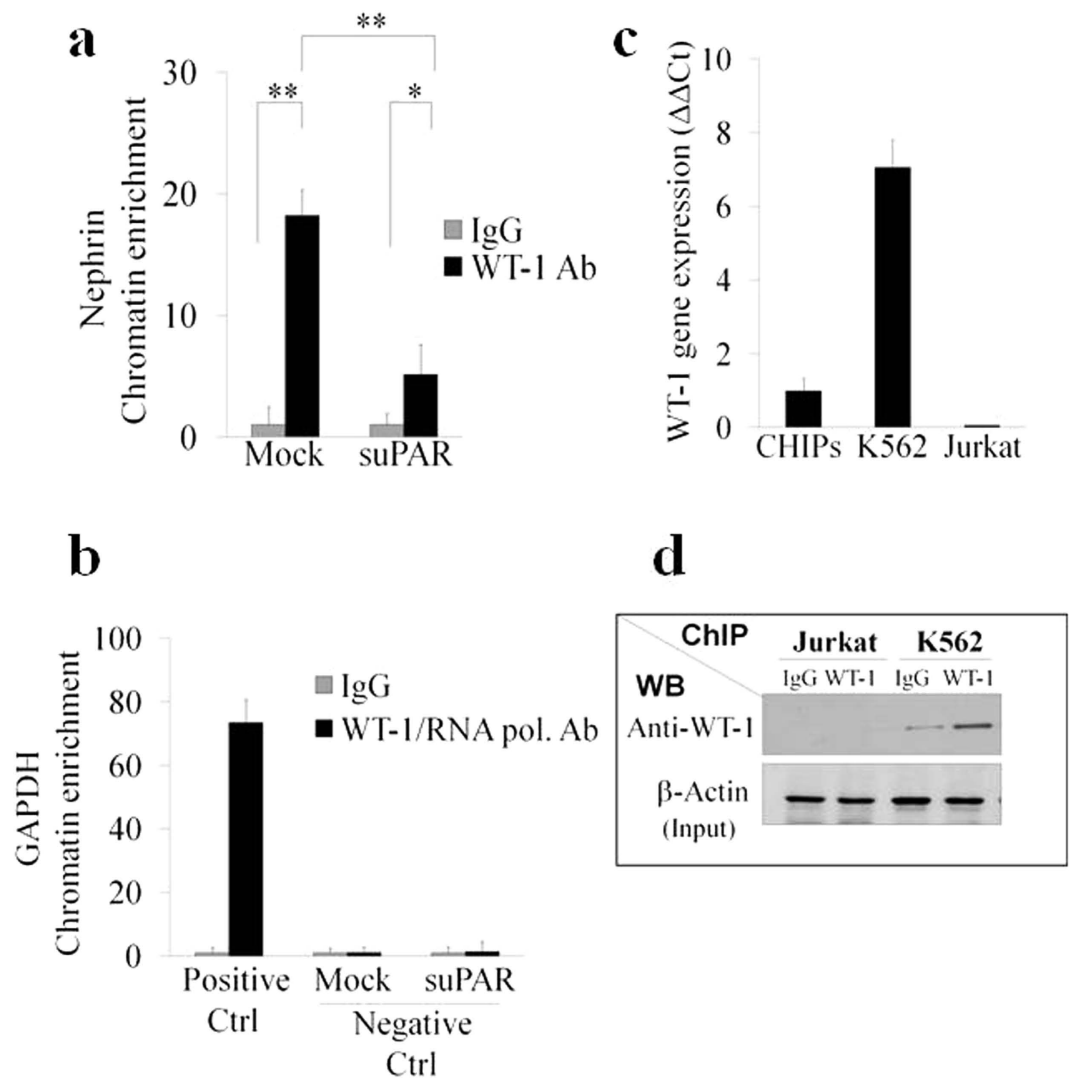 a
**
30
**
*
20
10
0
Nephrin
Chromatin enrichment
IgG
WT-1 Ab
Mock suPAR
c
WT-1 gene expression (ΔΔCt)
10
8
6
4
2
0
CHIPs K562 Jurkat
b
GAPDH
Chromatin enrichment
100
80
60
40
20
0
IgG
WT-1/RNA pol. Ab
Positive Mock suPAR
Ctrl
Negative
Ctrl
d
ChIP Jurkat K562
WB IgG WT-1 IgG WT-1
Anti-WT-1
β-Actin
(Input)